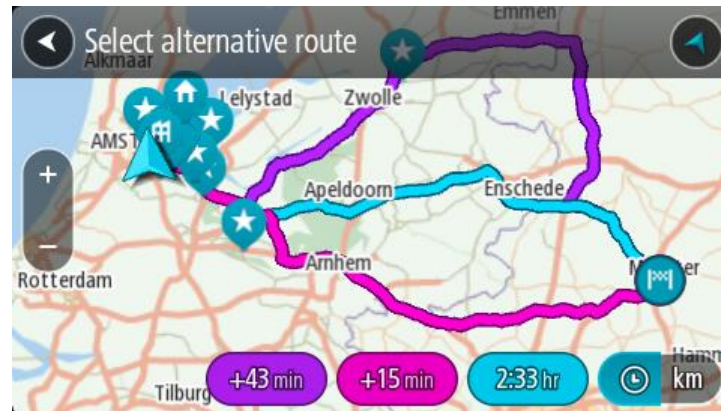 Emmen
Select alternative route
Alkmaar
Lelystad
Zwolle
AMST
+
Apeldoorn
Enschede
−
Arnhem
Rotterdam
Hamm
+43 min
+15 min
2:33 hr
km
Tilburg